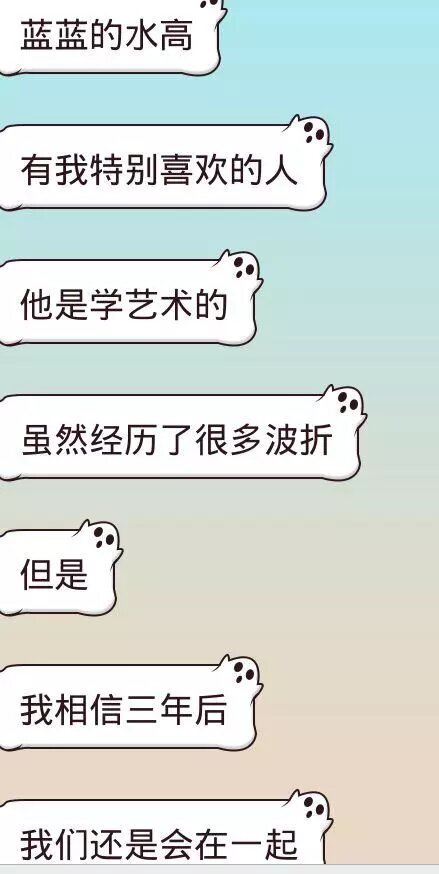 蓝蓝的水高
有我特别喜欢的人
他是学艺术的
虽然经历了很多波折
但是
我相信三年后
我们还是会在一起